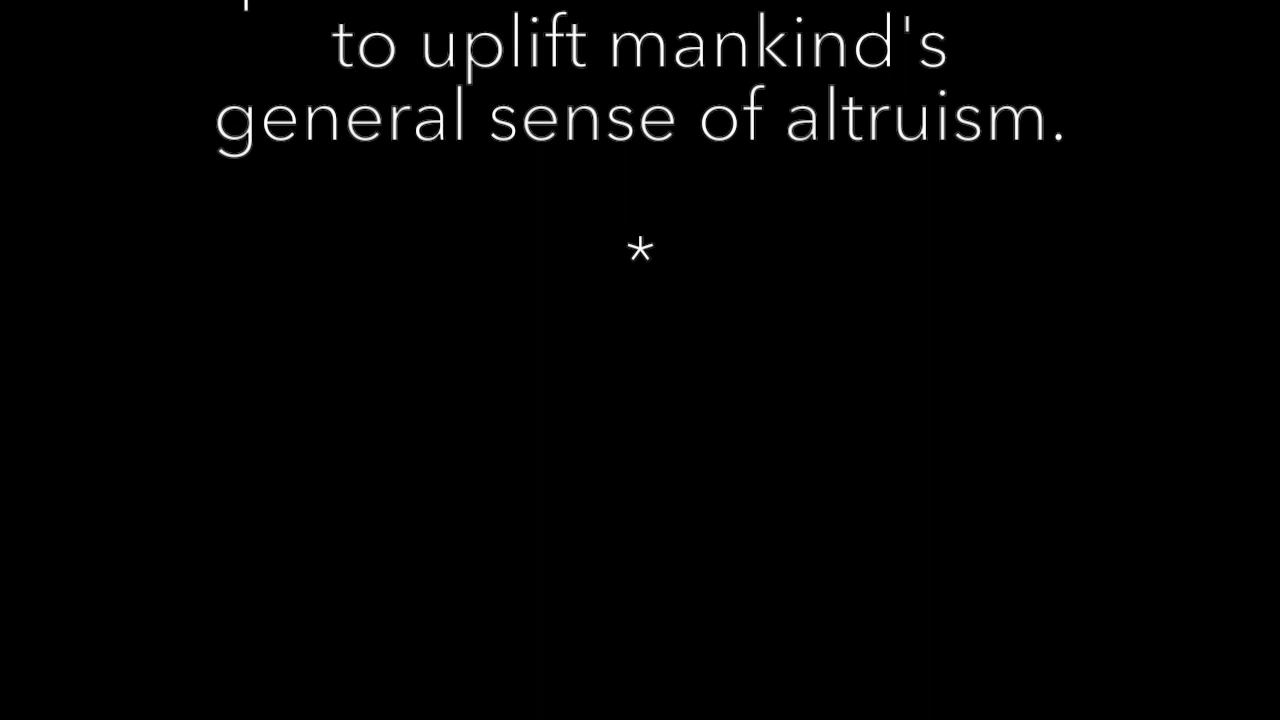 to uplift mankind's
general sense of altruism.
*